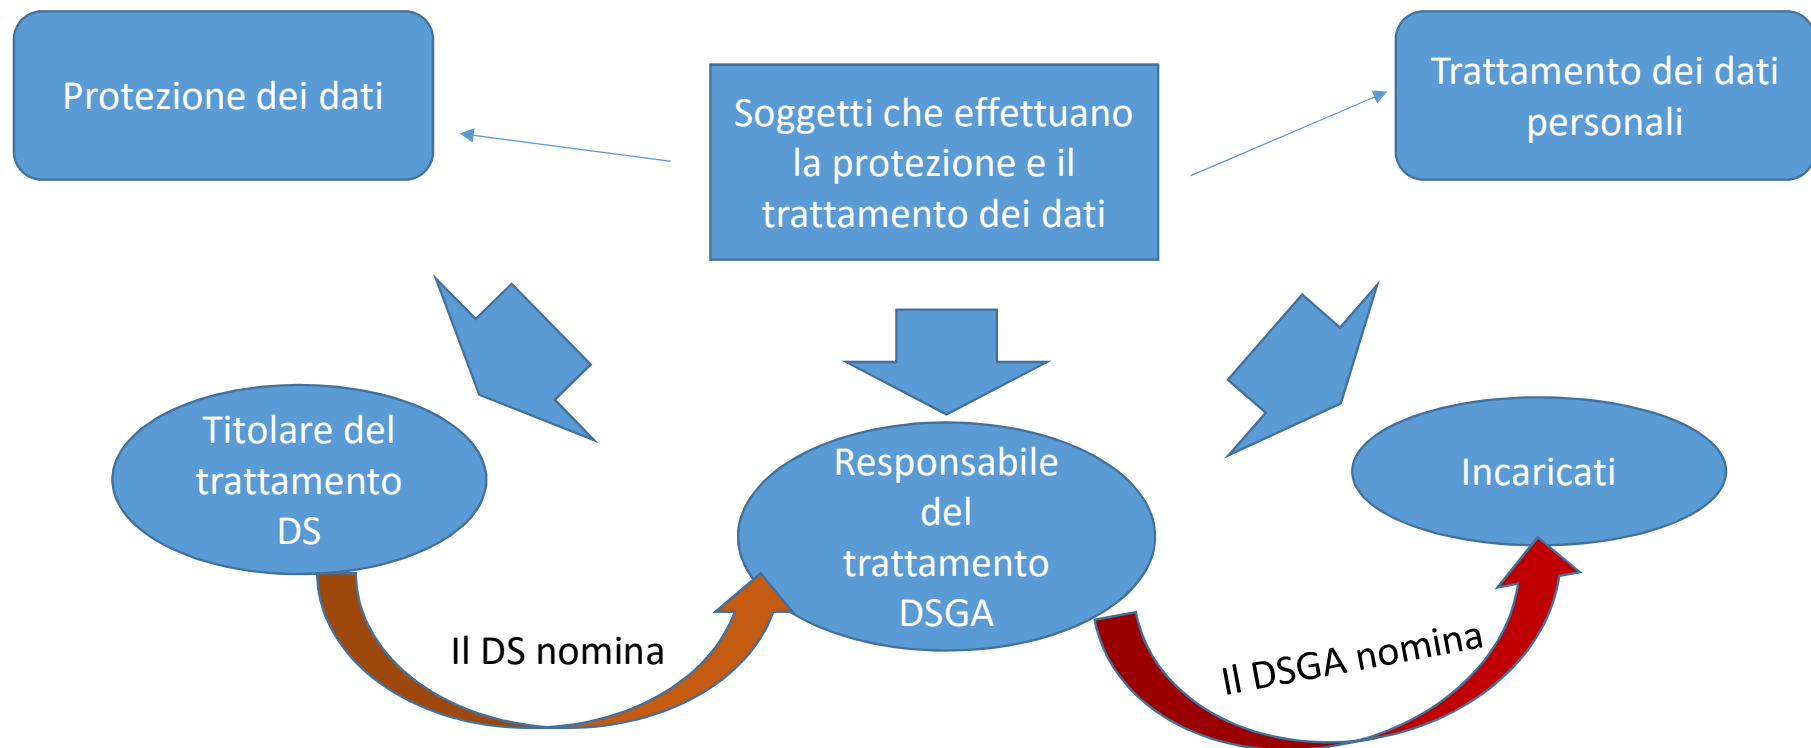 Protezione dei dati
Soggetti che effettuano
la protezione e il
trattamento dei dati
Trattamento dei dati
personali
Titolare del
trattamento
DS
Responsabile
del
trattamento
DSGA
Incaricati
Il DS nomina
Il DSGA nomina